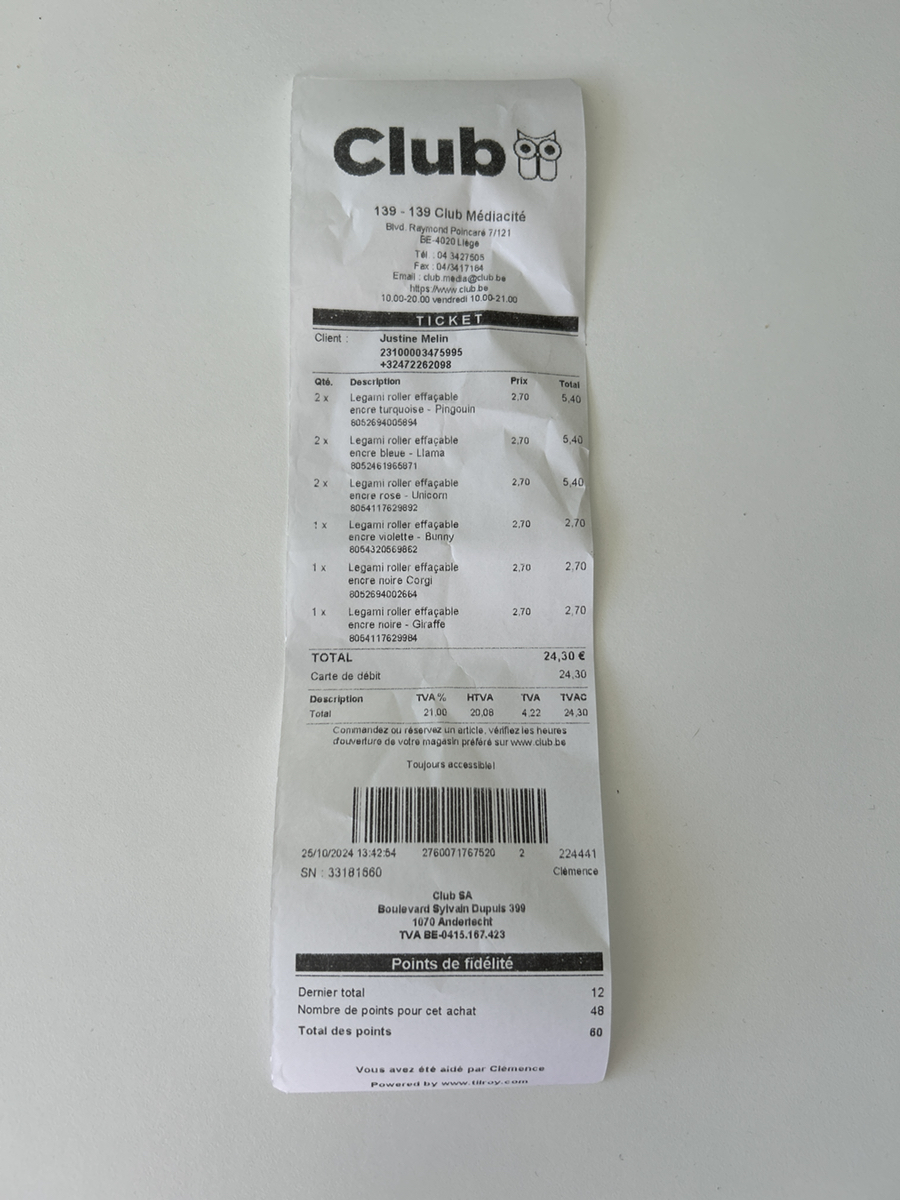 Club
139 - 139 Club Médiacité
Blvd. Raymond Poincaré 7/121
BE-4020 Liège
Tél : 04 3427505
Fax : 04/3417184
Email : club.media@club.be
https://www.club.be
10.00-20.00 vendredi 10.00-21.00
TICKET
Client : Justine Melin
23100003475995
+32472262098
Qté. Description Prix Total
2 x Legami roller effaçable 2,70 5,40
encre turquoise - Pingouin
8052694005894
2 x Legami roller effaçable 2,70 5,40
encre bleue - Llama
8052461965871
2 x Legami roller effaçable 2,70 5,40
encre rose - Unicorn
8054117629892
1 x Legami roller effaçable 2,70 2,70
encre violette - Bunny
8054320569862
1 x Legami roller effaçable 2,70 2,70
encre noire Corgi
8052694002664
1 x Legami roller effaçable 2,70 2,70
encre noire - Giraffe
8054117629984
TOTAL 24,30 €
Carte de débit 24,30
Description TVA % HTVA TVA TVAC
Total 21.00 20,08 4,22 24,30
Commandez ou réservez un article, vérifiez les heures
d'ouverture de votre magasin préféré sur www.club.be
Toujours accessible!
25/10/2024 13:42:54 2760071767520 2 224441
SN : 33181560 Clémence
Club SA
Boulevard Sylvain Dupuis 399
1070 Anderlecht
TVA BE-0415.167.423
Points de fidélité
Dernier total 12
Nombre de points pour cet achat 48
Total des points 60
Vous avez été aidé par Clémence
Powered by www.tilroy.com